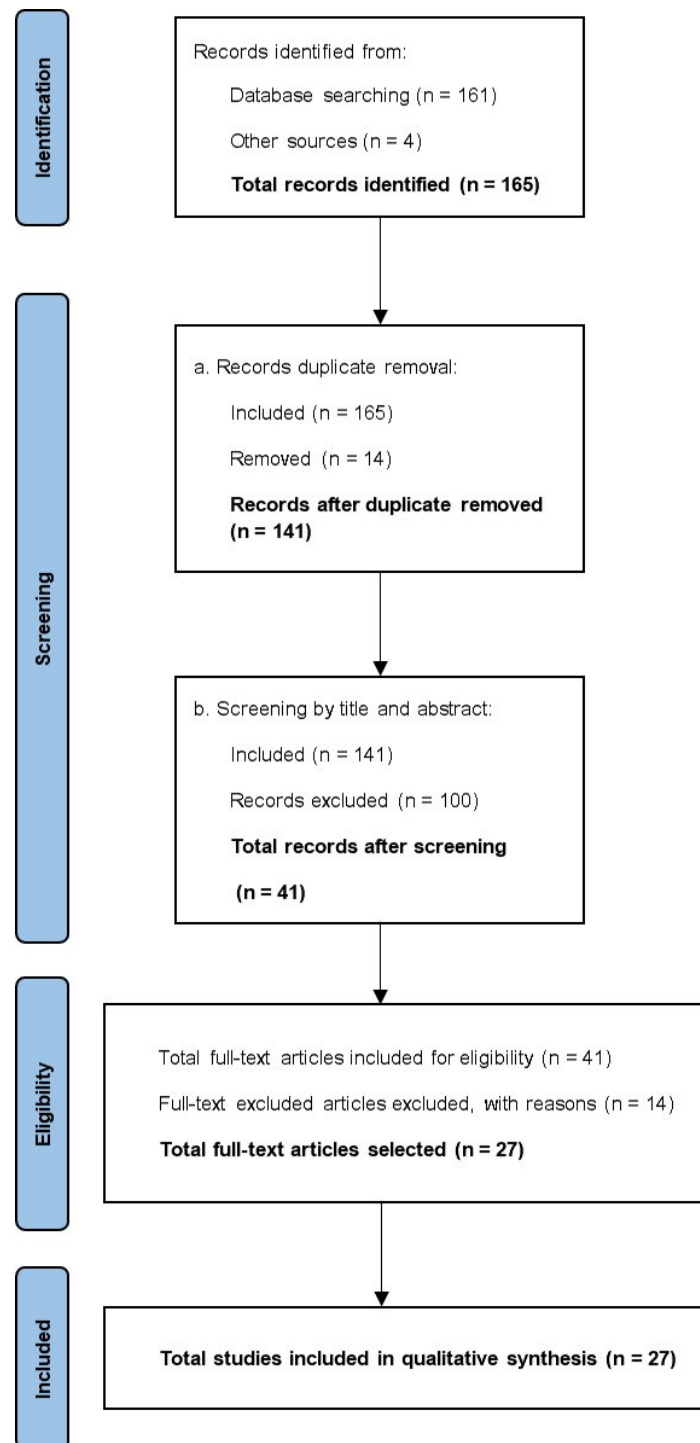 Identification
Records identified from:
Database searching (n = 161)
Other sources (n = 4)
Total records identified (n = 165)
Screening
a. Records duplicate removal:
Included (n = 165)
Removed (n = 14)
Records after duplicate removed
(n = 141)
b. Screening by title and abstract:
Included (n = 141)
Records excluded (n = 100)
Total records after screening
(n = 41)
Eligibility
Total full-text articles included for eligibility (n = 41)
Full-text excluded articles excluded, with reasons (n = 14)
Total full-text articles selected (n = 27)
Included
Total studies included in qualitative synthesis (n = 27)